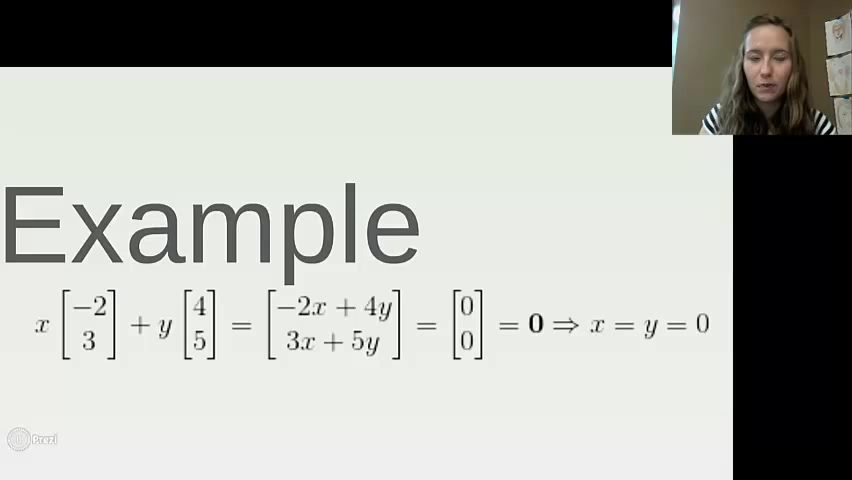 Example
x [−2 3] + y [4 5] = [−2x + 4y 3x + 5y] = [0 0] = 0 ⇒ x = y = 0
Prezi